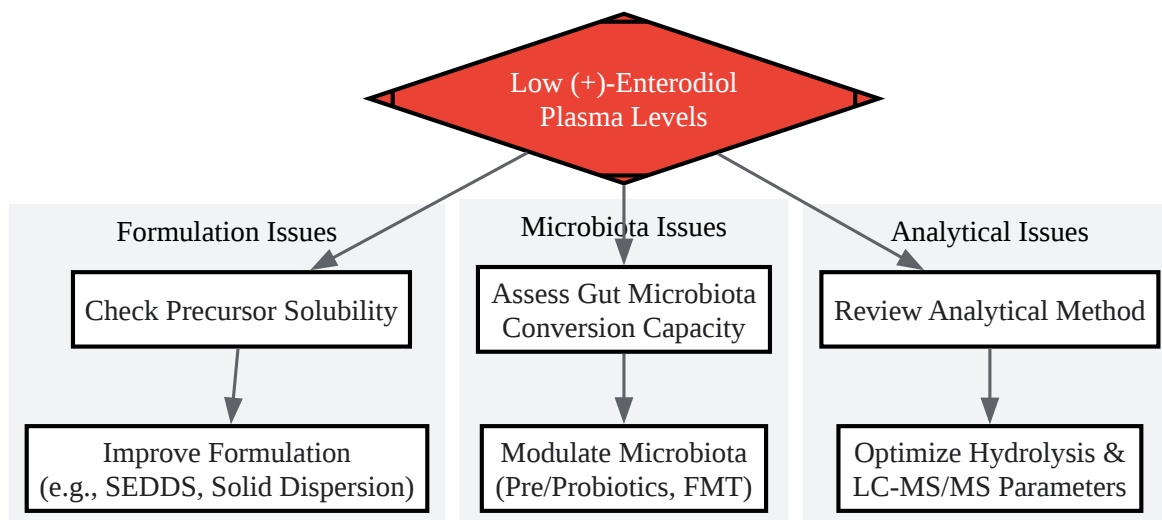 Low (+)-Enterodiol
Plasma Levels
Formulation Issues
Check Precursor Solubility
Improve Formulation
(e.g., SEDDS, Solid Dispersion)
Microbiota Issues
Assess Gut Microbiota
Conversion Capacity
Modulate Microbiota
(Pre/Probiotics, FMT)
Analytical Issues
Review Analytical Method
Optimize Hydrolysis &
LC-MS/MS Parameters